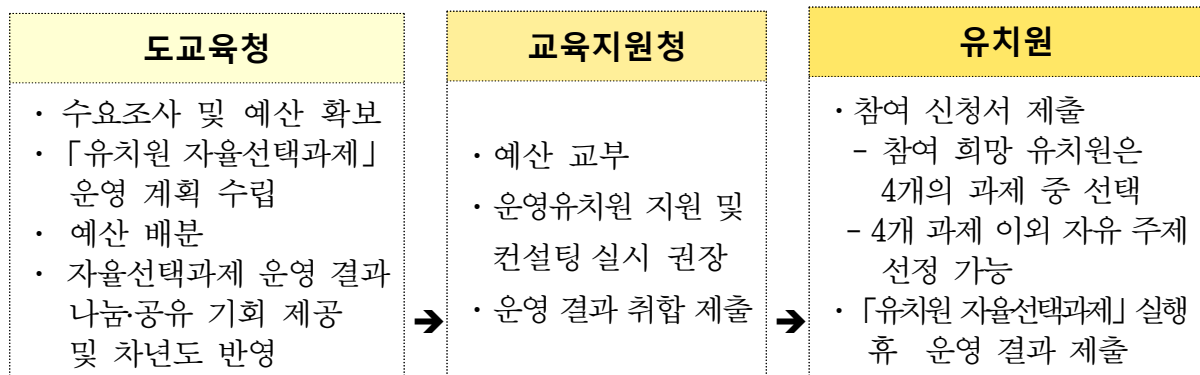 도교육청
· 수요조사 및 예산 확보
· 「유치원 자율선택과제」
운영 계획 수립
· 예산 배분
· 자율선택과제 운영 결과
나눔·공유 기회 제공
및 차년도 반영
➔
교육지원청
· 예산 교부
· 운영유치원 지원 및
컨설팅 실시 권장
· 운영 결과 취합 제출
➔
유치원
· 참여 신청서 제출
- 참여 희망 유치원은
4개의 과제 중 선택
- 4개 과제 이외 자유 주제
선정 가능
· 「유치원 자율선택과제」 실행
휴 운영 결과 제출